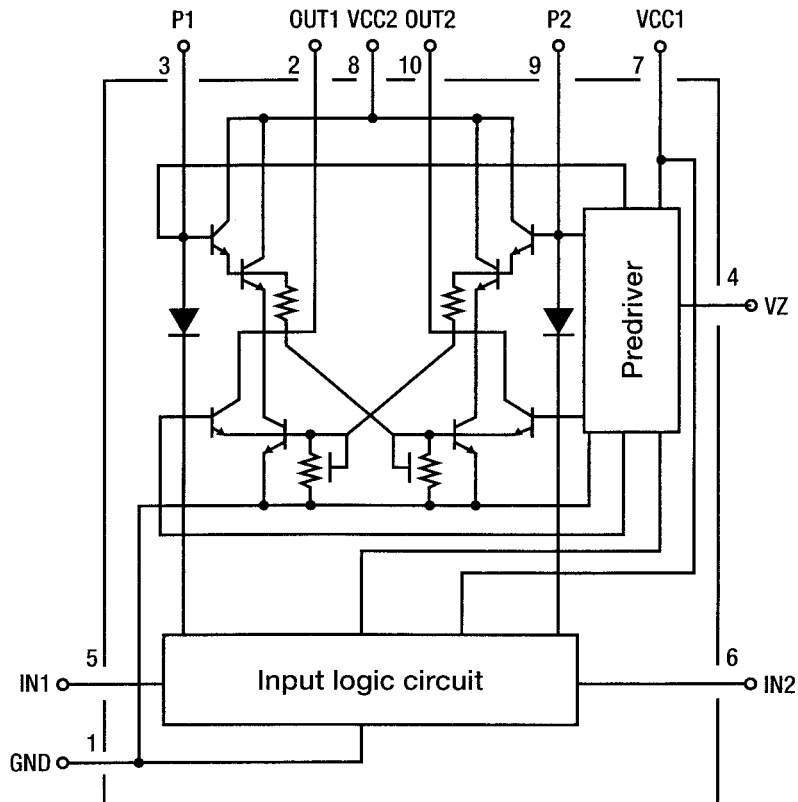 P1 OUT1 VCC2 OUT2 P2 VCC1
3 2 8 10 9 7
Predriver
4
VZ
5
IN1
Input logic circuit
6
IN2
1
GND